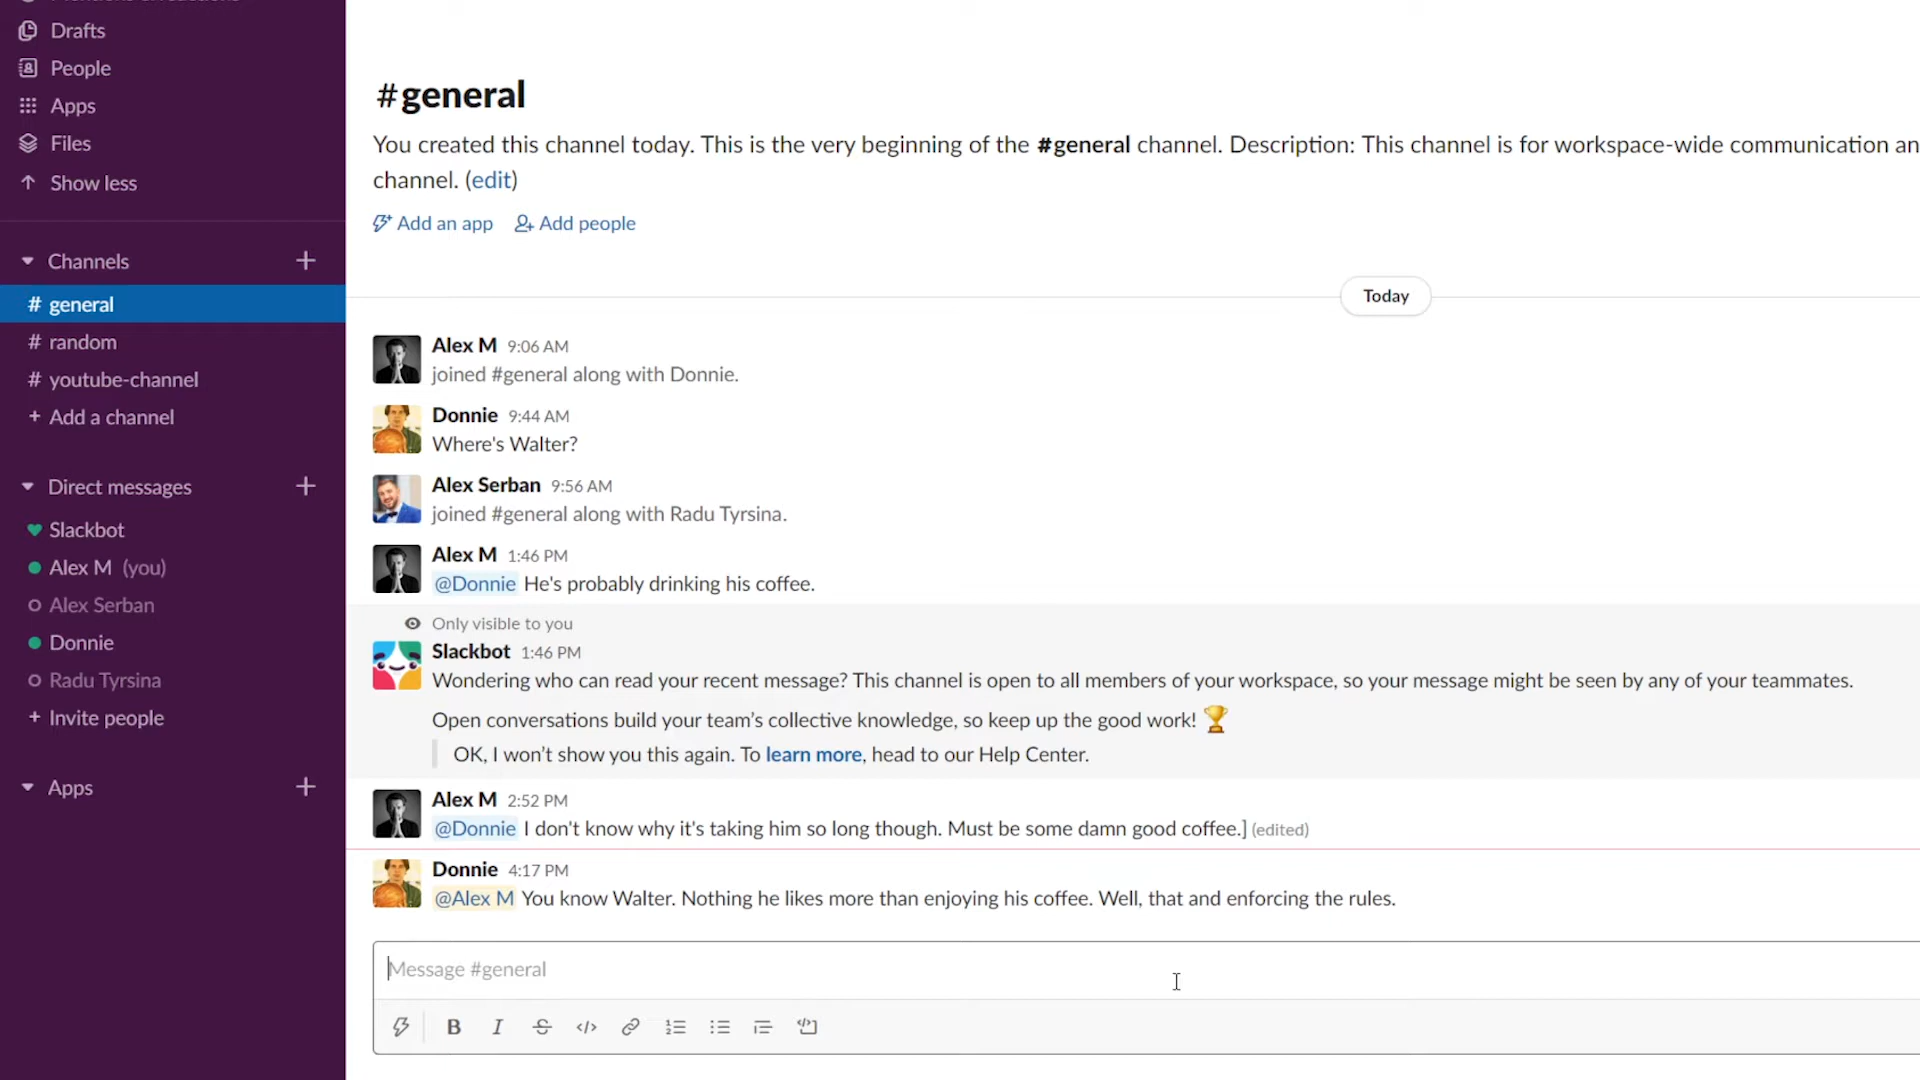 Drafts
People
Apps
Files
Show less
Channels
# general
# random
# youtube-channel
+ Add a channel
Direct messages
Slackbot
Alex M (you)
Alex Serban
Donnie
Radu Tyrsina
+ Invite people
Apps
#general
You created this channel today. This is the very beginning of the #general channel. Description: This channel is for workspace-wide communication an
channel. (edit)
Add an app Add people
Today
Alex M 9:06 AM
joined #general along with Donnie.
Donnie 9:44 AM
Where's Walter?
Alex Serban 9:56 AM
joined #general along with Radu Tyrsina.
Alex M 1:46 PM
@Donnie He's probably drinking his coffee.
Only visible to you
Slackbot 1:46 PM
Wondering who can read your recent message? This channel is open to all members of your workspace, so your message might be seen by any of your teammates.
Open conversations build your team’s collective knowledge, so keep up the good work! 🏆
OK, I won’t show you this again. To learn more, head to our Help Center.
Alex M 2:52 PM
@Donnie I don't know why it's taking him so long though. Must be some damn good coffee.] (edited)
Donnie 4:17 PM
@Alex M You know Walter. Nothing he likes more than enjoying his coffee. Well, that and enforcing the rules.
Message #general
B I S </>